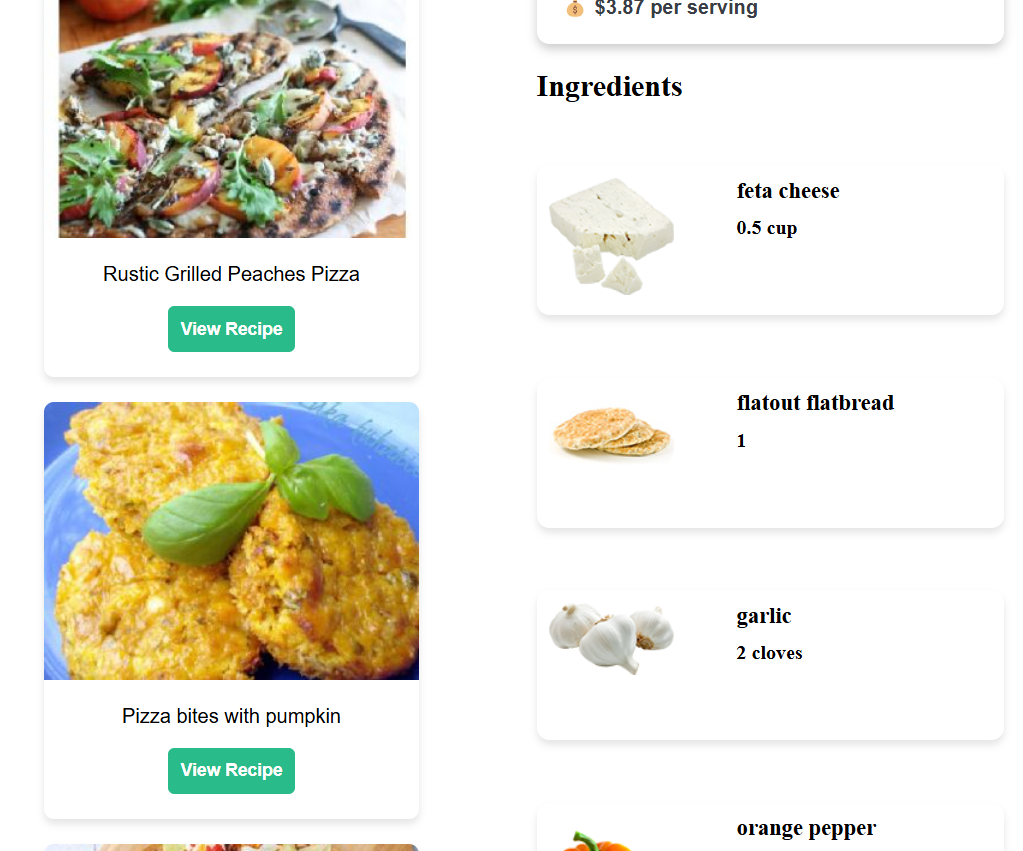 Rustic Grilled Peaches Pizza
View Recipe
Pizza bites with pumpkin
View Recipe
$3.87 per serving
Ingredients
feta cheese
0.5 cup
flatout flatbread
1
garlic
2 cloves
orange pepper